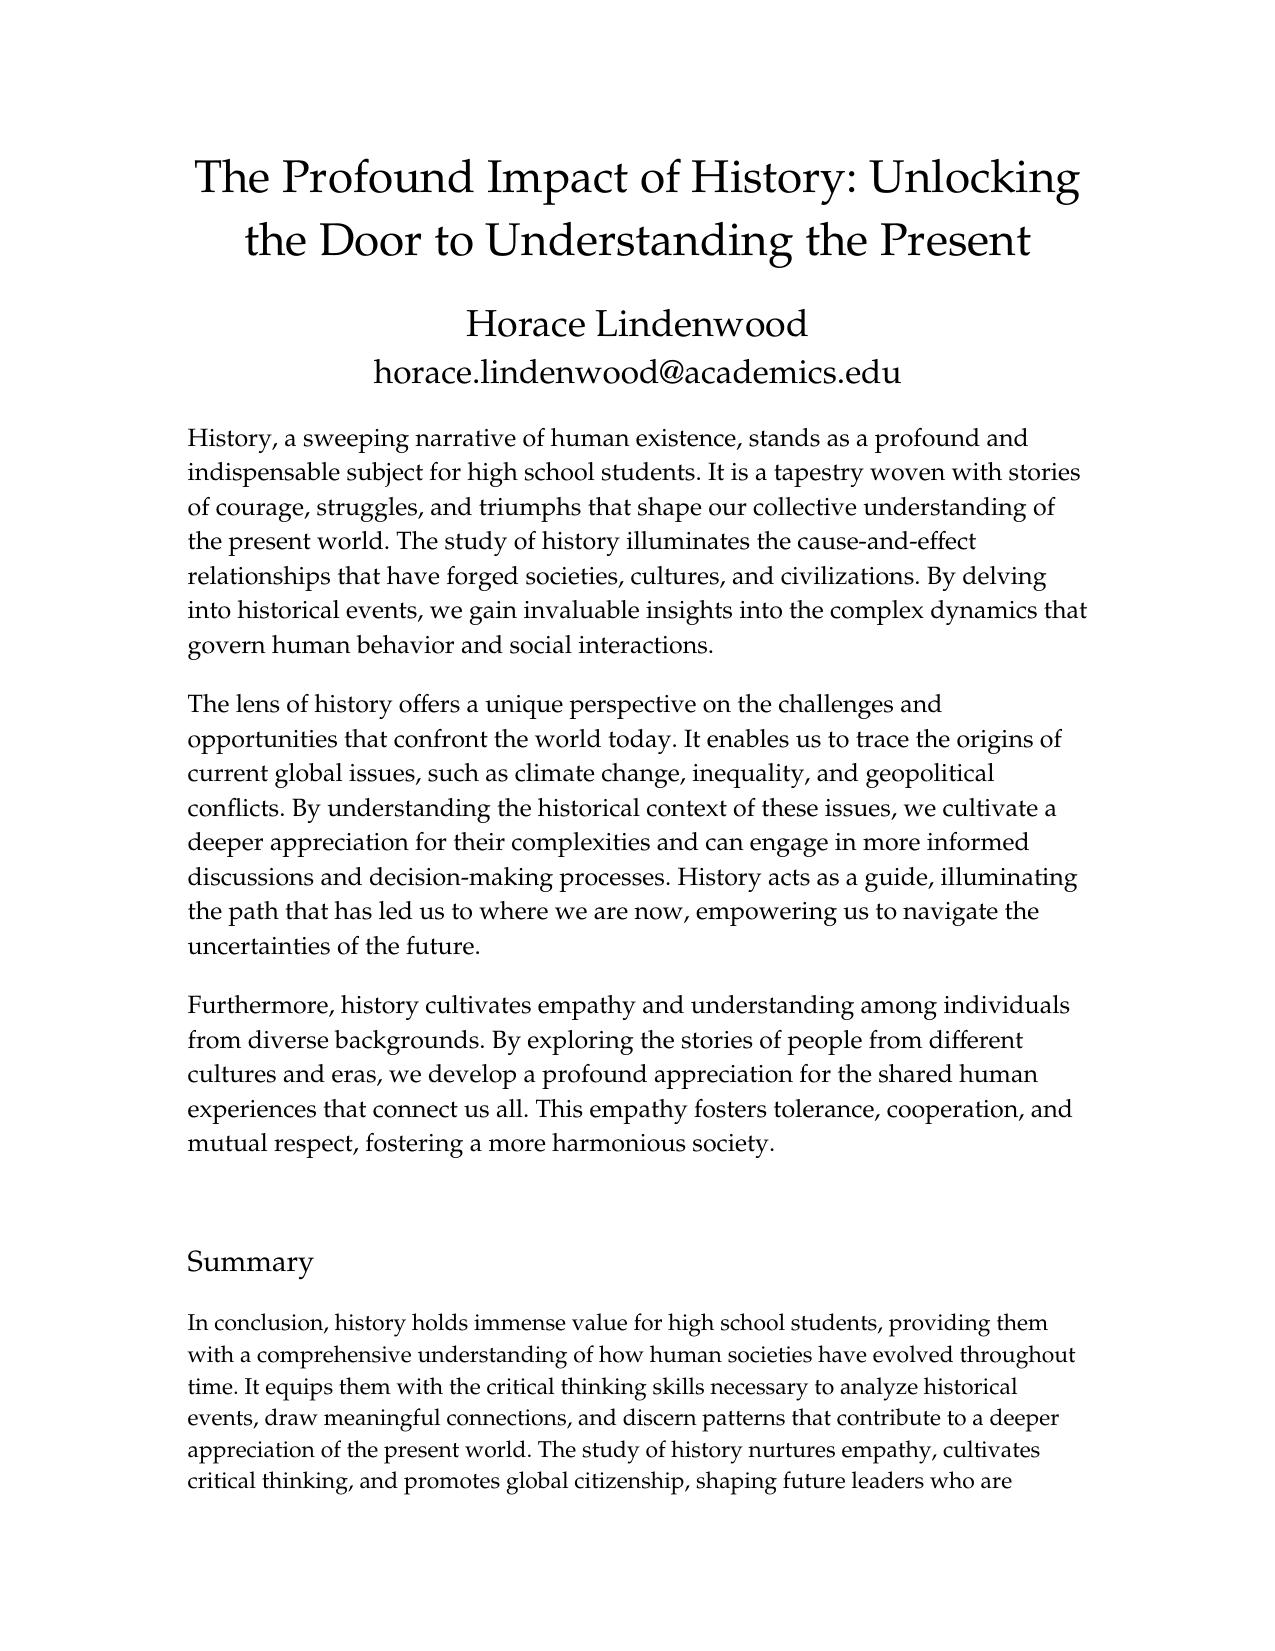 The Profound Impact of History: Unlocking
the Door to Understanding the Present
Horace Lindenwood
horace.lindenwood@academics.edu
History, a sweeping narrative of human existence, stands as a profound and
indispensable subject for high school students. It is a tapestry woven with stories
of courage, struggles, and triumphs that shape our collective understanding of
the present world. The study of history illuminates the cause-and-effect
relationships that have forged societies, cultures, and civilizations. By delving
into historical events, we gain invaluable insights into the complex dynamics that
govern human behavior and social interactions.
The lens of history offers a unique perspective on the challenges and
opportunities that confront the world today. It enables us to trace the origins of
current global issues, such as climate change, inequality, and geopolitical
conflicts. By understanding the historical context of these issues, we cultivate a
deeper appreciation for their complexities and can engage in more informed
discussions and decision-making processes. History acts as a guide, illuminating
the path that has led us to where we are now, empowering us to navigate the
uncertainties of the future.
Furthermore, history cultivates empathy and understanding among individuals
from diverse backgrounds. By exploring the stories of people from different
cultures and eras, we develop a profound appreciation for the shared human
experiences that connect us all. This empathy fosters tolerance, cooperation, and
mutual respect, fostering a more harmonious society.
Summary
In conclusion, history holds immense value for high school students, providing them
with a comprehensive understanding of how human societies have evolved throughout
time. It equips them with the critical thinking skills necessary to analyze historical
events, draw meaningful connections, and discern patterns that contribute to a deeper
appreciation of the present world. The study of history nurtures empathy, cultivates
critical thinking, and promotes global citizenship, shaping future leaders who are